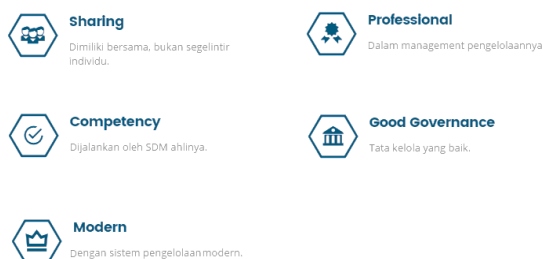 Sharing
Dimiliki bersama, bukan segelintir
individu.
Professional
Dalam management pengelolaannya
Competency
Dijalankan oleh SDM ahlinya.
Good Governance
Tata kelola yang baik.
Modern
Dengan sistem pengelolaan modern.